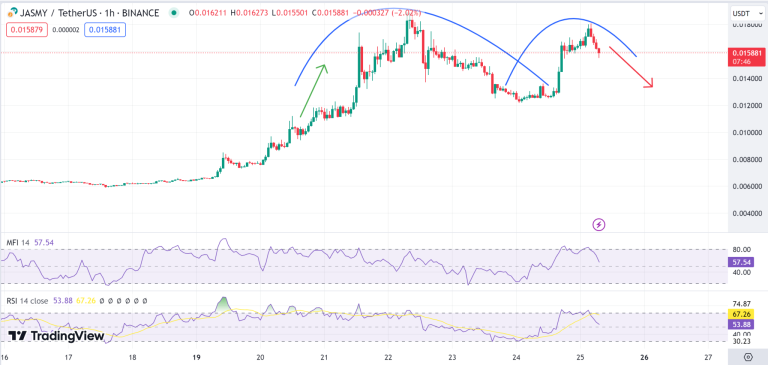 JASMY / TetherUS · 1h · BINANCE O0.016211 H0.016273 L0.015501 C0.015881 −0.000327 (−2.02%)
USDT
0.015879 0.000002 0.015881
0.018000
0.015881
07:46
0.014000
0.012000
0.010000
0.008000
0.006000
0.004000
MFI 14 57.54
80.00
57.54
40.00
RSI 14 close 53.88 67.26 Ø Ø Ø Ø Ø Ø
74.87
67.26
53.88
40.00
30.23
TradingView
16 17 18 19 20 21 22 23 24 25 26 27